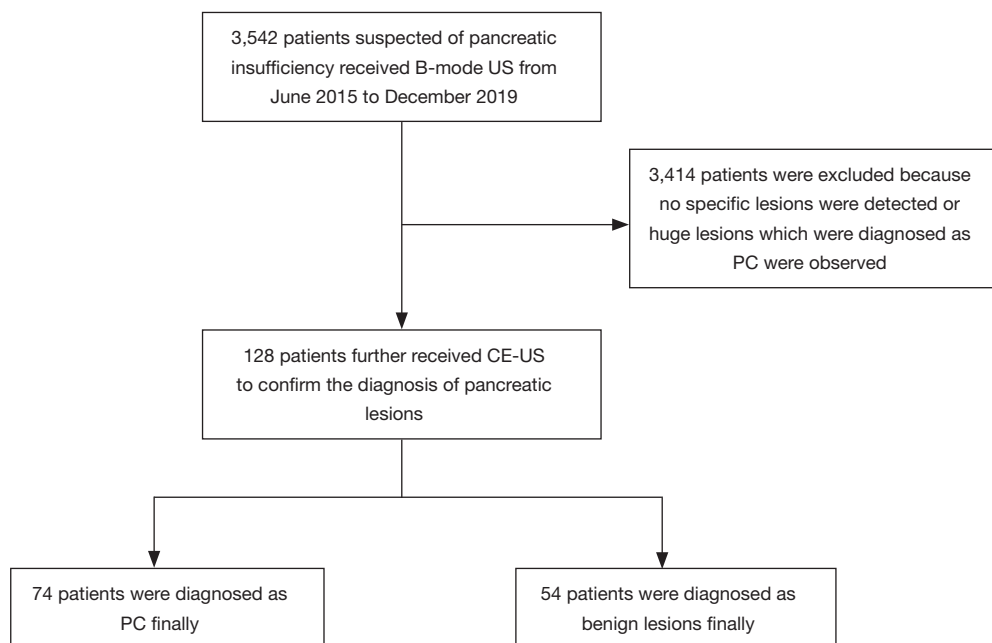 3,542 patients suspected of pancreatic
insufficiency received B-mode US from
June 2015 to December 2019
3,414 patients were excluded because
no specific lesions were detected or
huge lesions which were diagnosed as
PC were observed
128 patients further received CE-US
to confirm the diagnosis of pancreatic
lesions
74 patients were diagnosed as
PC finally
54 patients were diagnosed as
benign lesions finally